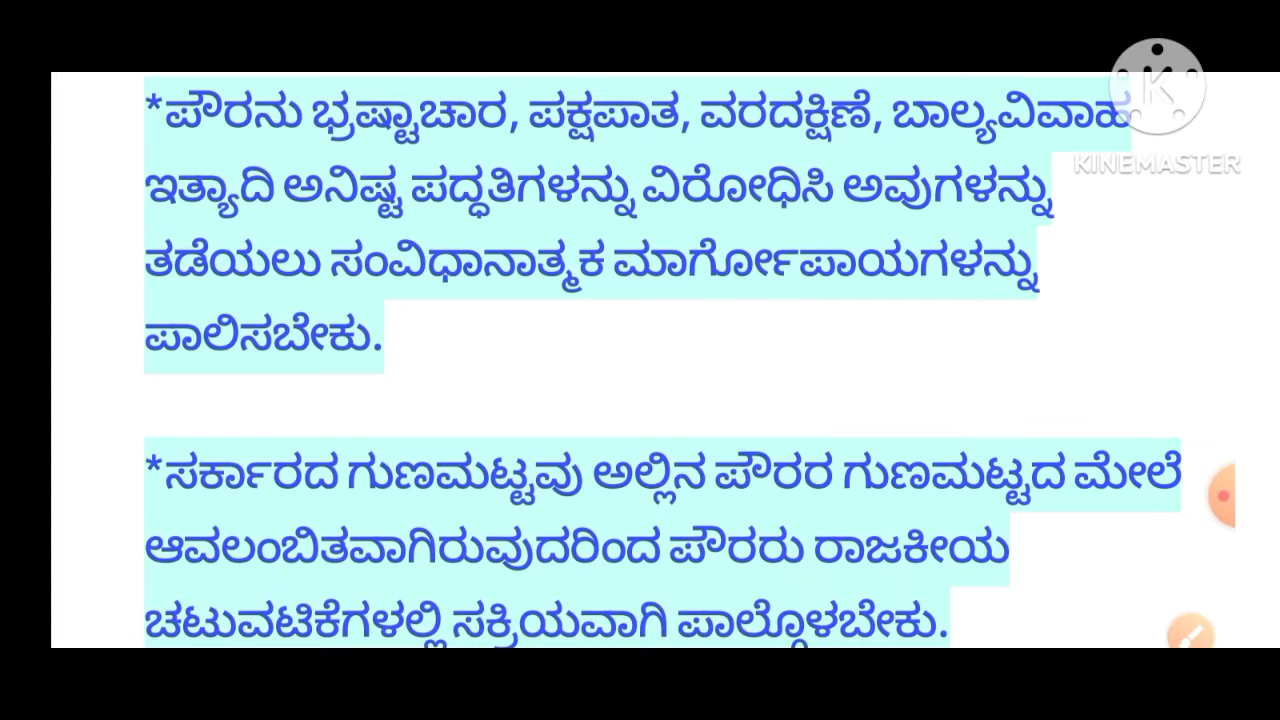 *ಪೌರನು ಭ್ರಷ್ಟಾಚಾರ, ಪಕ್ಷಪಾತ, ವರದಕ್ಷಿಣೆ, ಬಾಲ್ಯವಿವಾಹ
ಇತ್ಯಾದಿ ಅನಿಷ್ಟ ಪದ್ಧತಿಗಳನ್ನು ವಿರೋಧಿಸಿ ಅವುಗಳನ್ನು
ತಡೆಯಲು ಸಂವಿಧಾನಾತ್ಮಕ ಮಾರ್ಗೋಪಾಯಗಳನ್ನು
ಪಾಲಿಸಬೇಕು.
*ಸರ್ಕಾರದ ಗುಣಮಟ್ಟವು ಅಲ್ಲಿನ ಪೌರರ ಗುಣಮಟ್ಟದ ಮೇಲೆ
ಆವಲಂಬಿತವಾಗಿರುವುದರಿಂದ ಪೌರರು ರಾಜಕೀಯ
ಚಟುವಟಿಕೆಗಳಲ್ಲಿ ಸಕ್ರಿಯವಾಗಿ ಪಾಲ್ಗೊಳಬೇಕು.
K
KINEMASTER